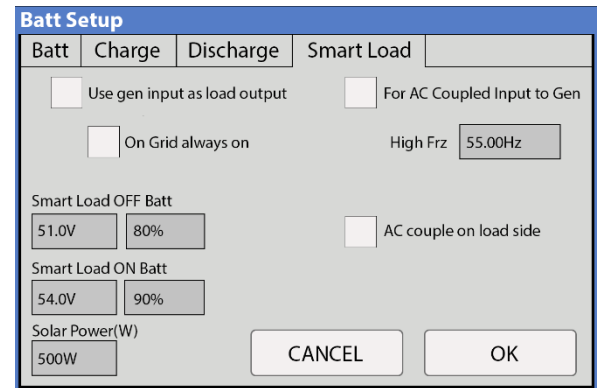 Batt Setup
Batt Charge Discharge Smart Load
Use gen input as load output For AC Coupled Input to Gen
On Grid always on High Frz 55.00Hz
Smart Load OFF Batt
51.0V 80% AC couple on load side
Smart Load ON Batt
54.0V 90%
Solar Power(W)
500W CANCEL OK